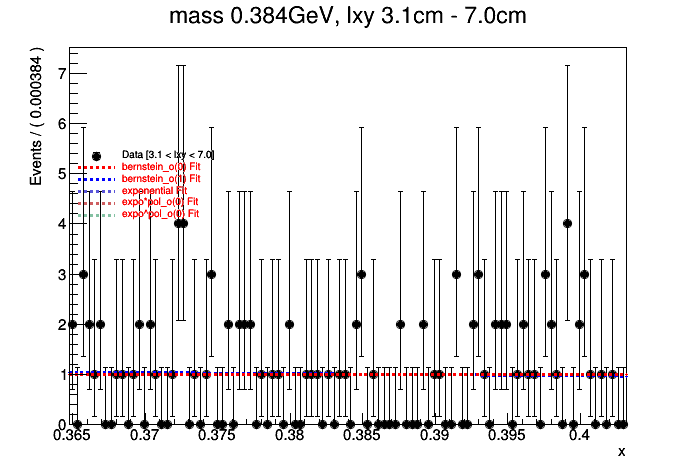 mass 0.384GeV, lxy 3.1cm - 7.0cm
Events / ( 0.000384 )
7
6
5
4
3
2
1
0
Data [3.1 < lxy < 7.0]
bernstein_o(0) Fit
bernstein_o(1) Fit
exponential Fit
expo*pol_o(0) Fit
expo*pol_o(0) Fit
0.365 0.37 0.375 0.38 0.385 0.39 0.395 0.4
x